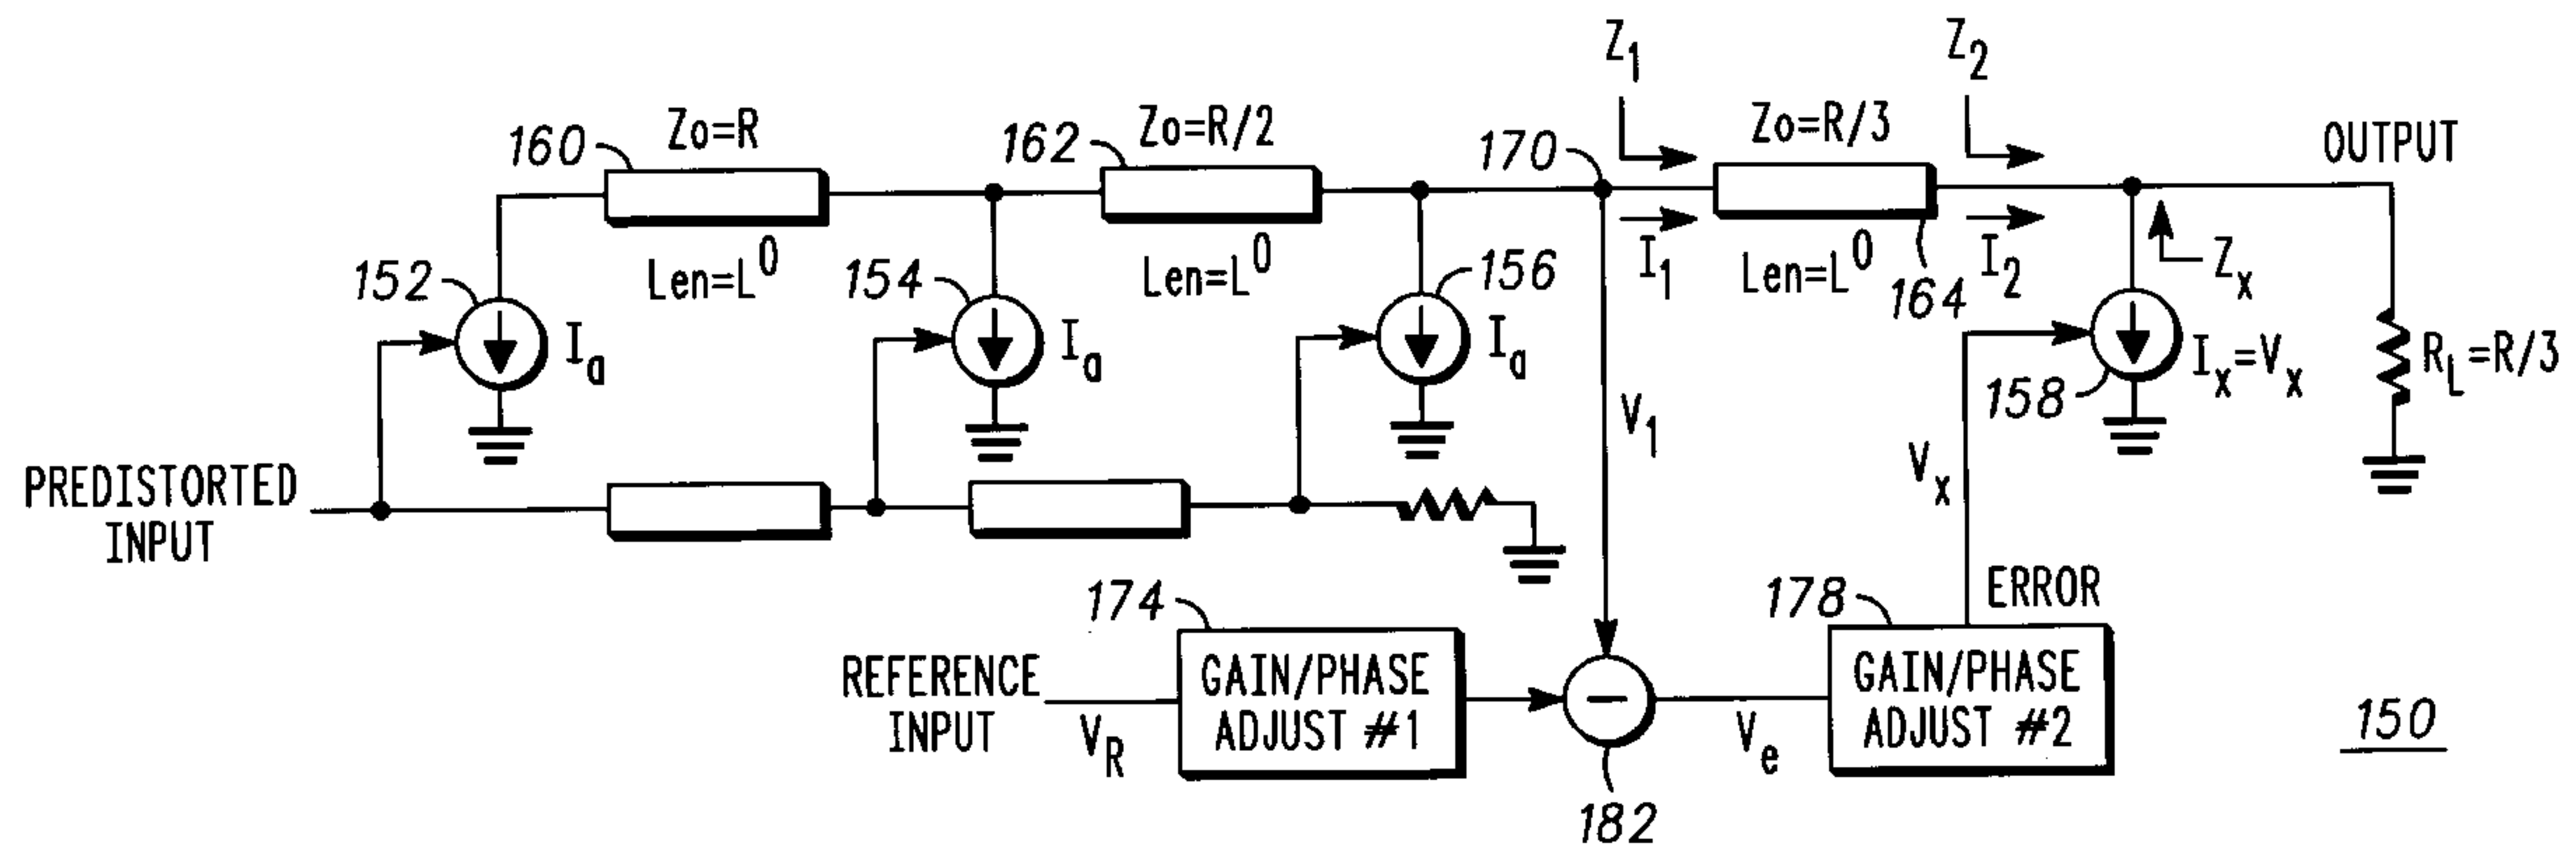 Z1
Z2
160
Zo=R
162
Zo=R/2
170
Zo=R/3
OUTPUT
152
Len=L0
154
Len=L0
156
I1
Len=L0
164
I2
Zx
Ia
Ia
Ia
158
Ix=Vx
RL=R/3
V1
Vx
PREDISTORTED
INPUT
174
178
ERROR
REFERENCE
INPUT
VR
GAIN/PHASE
ADJUST #1
−
182
Ve
GAIN/PHASE
ADJUST #2
150